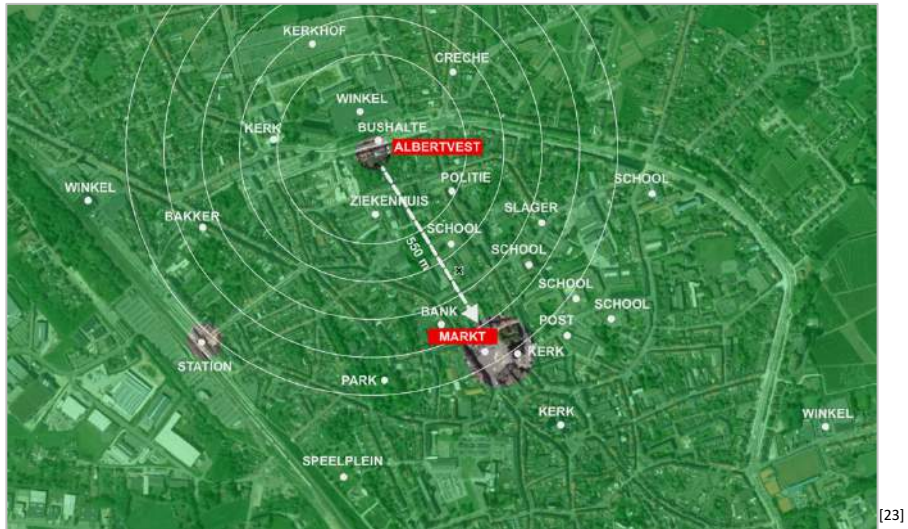 KERKHOF
CRECHE
WINKEL
KERK
BUSHALTE
ALBERTVEST
POLITIE
SCHOOL
WINKEL
ZIEKENHUIS
BAKKER
SLAGER
SCHOOL
550 m
SCHOOL
X
SCHOOL
SCHOOL
BANK
POST
MARKT
KERK
STATION
PARK
KERK
WINKEL
SPEELPLEIN
[23]